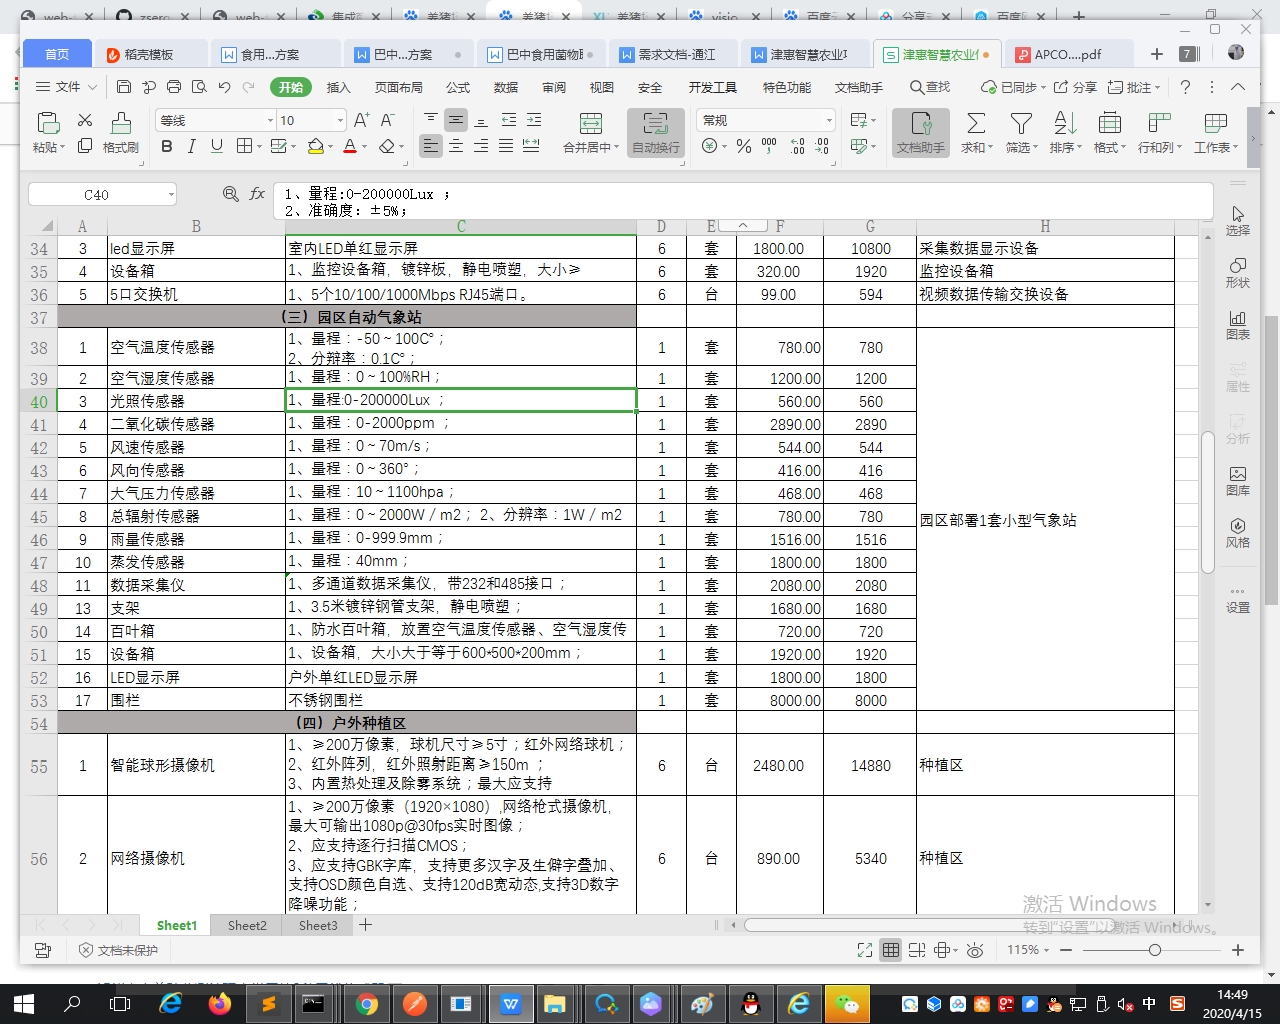 web-
zserg
web-
集成
养猪
养猪1
养猪
visio
百度
分享
百度
首页
稻壳模板
食用...方案
巴中...方案
巴中食用菌物
需求文档-通江
津惠智慧农业
津惠智慧农业
APCO....pdf
7
文件
开始
插入
页面布局
公式
数据
审阅
视图
安全
开发工具
特色功能
文档助手
查找
已同步
分享
批注
粘贴
格式刷
等线
10
合并居中
自动换行
常规
文档助手
求和
筛选
排序
格式
行和列
工作表
C40
fx
1、量程:0-200000Lux ；
2、准确度：±5%；
A B C D E F G H
34 3 led显示屏 室内LED单红显示屏 6 套 1800.00 10800 采集数据显示设备
35 4 设备箱 1、监控设备箱，镀锌板，静电喷塑，大小≥ 6 套 320.00 1920 监控设备箱
36 5 5口交换机 1、5个10/100/1000Mbps RJ45端口。 6 台 99.00 594 视频数据传输交换设备
37 （三）园区自动气象站
38 1 空气温度传感器 1、量程：-50～100C°； 1 套 780.00 780
2、分辩率：0.1C°；
39 2 空气湿度传感器 1、量程：0～100%RH； 1 套 1200.00 1200
40 3 光照传感器 1、量程:0-200000Lux ； 1 套 560.00 560
41 4 二氧化碳传感器 1、量程：0-2000ppm ； 1 套 2890.00 2890
42 5 风速传感器 1、量程：0～70m/s； 1 套 544.00 544
43 6 风向传感器 1、量程：0～360°； 1 套 416.00 416
44 7 大气压力传感器 1、量程：10～1100hpa； 1 套 468.00 468
45 8 总辐射传感器 1、量程：0～2000W / m2； 2、分辨率：1W / m2 1 套 780.00 780 园区部署1套小型气象站
46 9 雨量传感器 1、量程：0-999.9mm； 1 套 1516.00 1516
47 10 蒸发传感器 1、量程：40mm； 1 套 1800.00 1800
48 11 数据采集仪 1、多通道数据采集仪，带232和485接口； 1 套 2080.00 2080
49 13 支架 1、3.5米镀锌钢管支架，静电喷塑； 1 套 1680.00 1680
50 14 百叶箱 1、防水百叶箱，放置空气温度传感器、空气湿度传 1 套 720.00 720
51 15 设备箱 1、设备箱，大小大于等于600*500*200mm； 1 套 1920.00 1920
52 16 LED显示屏 户外单红LED显示屏 1 套 1800.00 1800
53 17 围栏 不锈钢围栏 1 套 8000.00 8000
54 （四）户外种植区
55 1 智能球形摄像机 1、≥200万像素，球机尺寸≥5寸；红外网络球机； 6 台 2480.00 14880 种植区
2、红外阵列，红外照射距离≥150m ；
3、内置热处理及除雾系统；最大应支持
56 2 网络摄像机 1、≥200万像素（1920×1080）,网络枪式摄像机， 6 台 890.00 5340 种植区
最大可输出1080p@30fps实时图像；
2、应支持逐行扫描CMOS；
3、应支持GBK字库，支持更多汉字及生僻字叠加、
支持OSD颜色自选、支持120dB宽动态,支持3D数字
降噪功能；
选择
形状
图表
属性
分析
图库
风格
设置
激活 Windows
转到“设置”以激活 Windows。
Sheet1 Sheet2 Sheet3
文档未保护
115%
中
14:49
2020/4/15